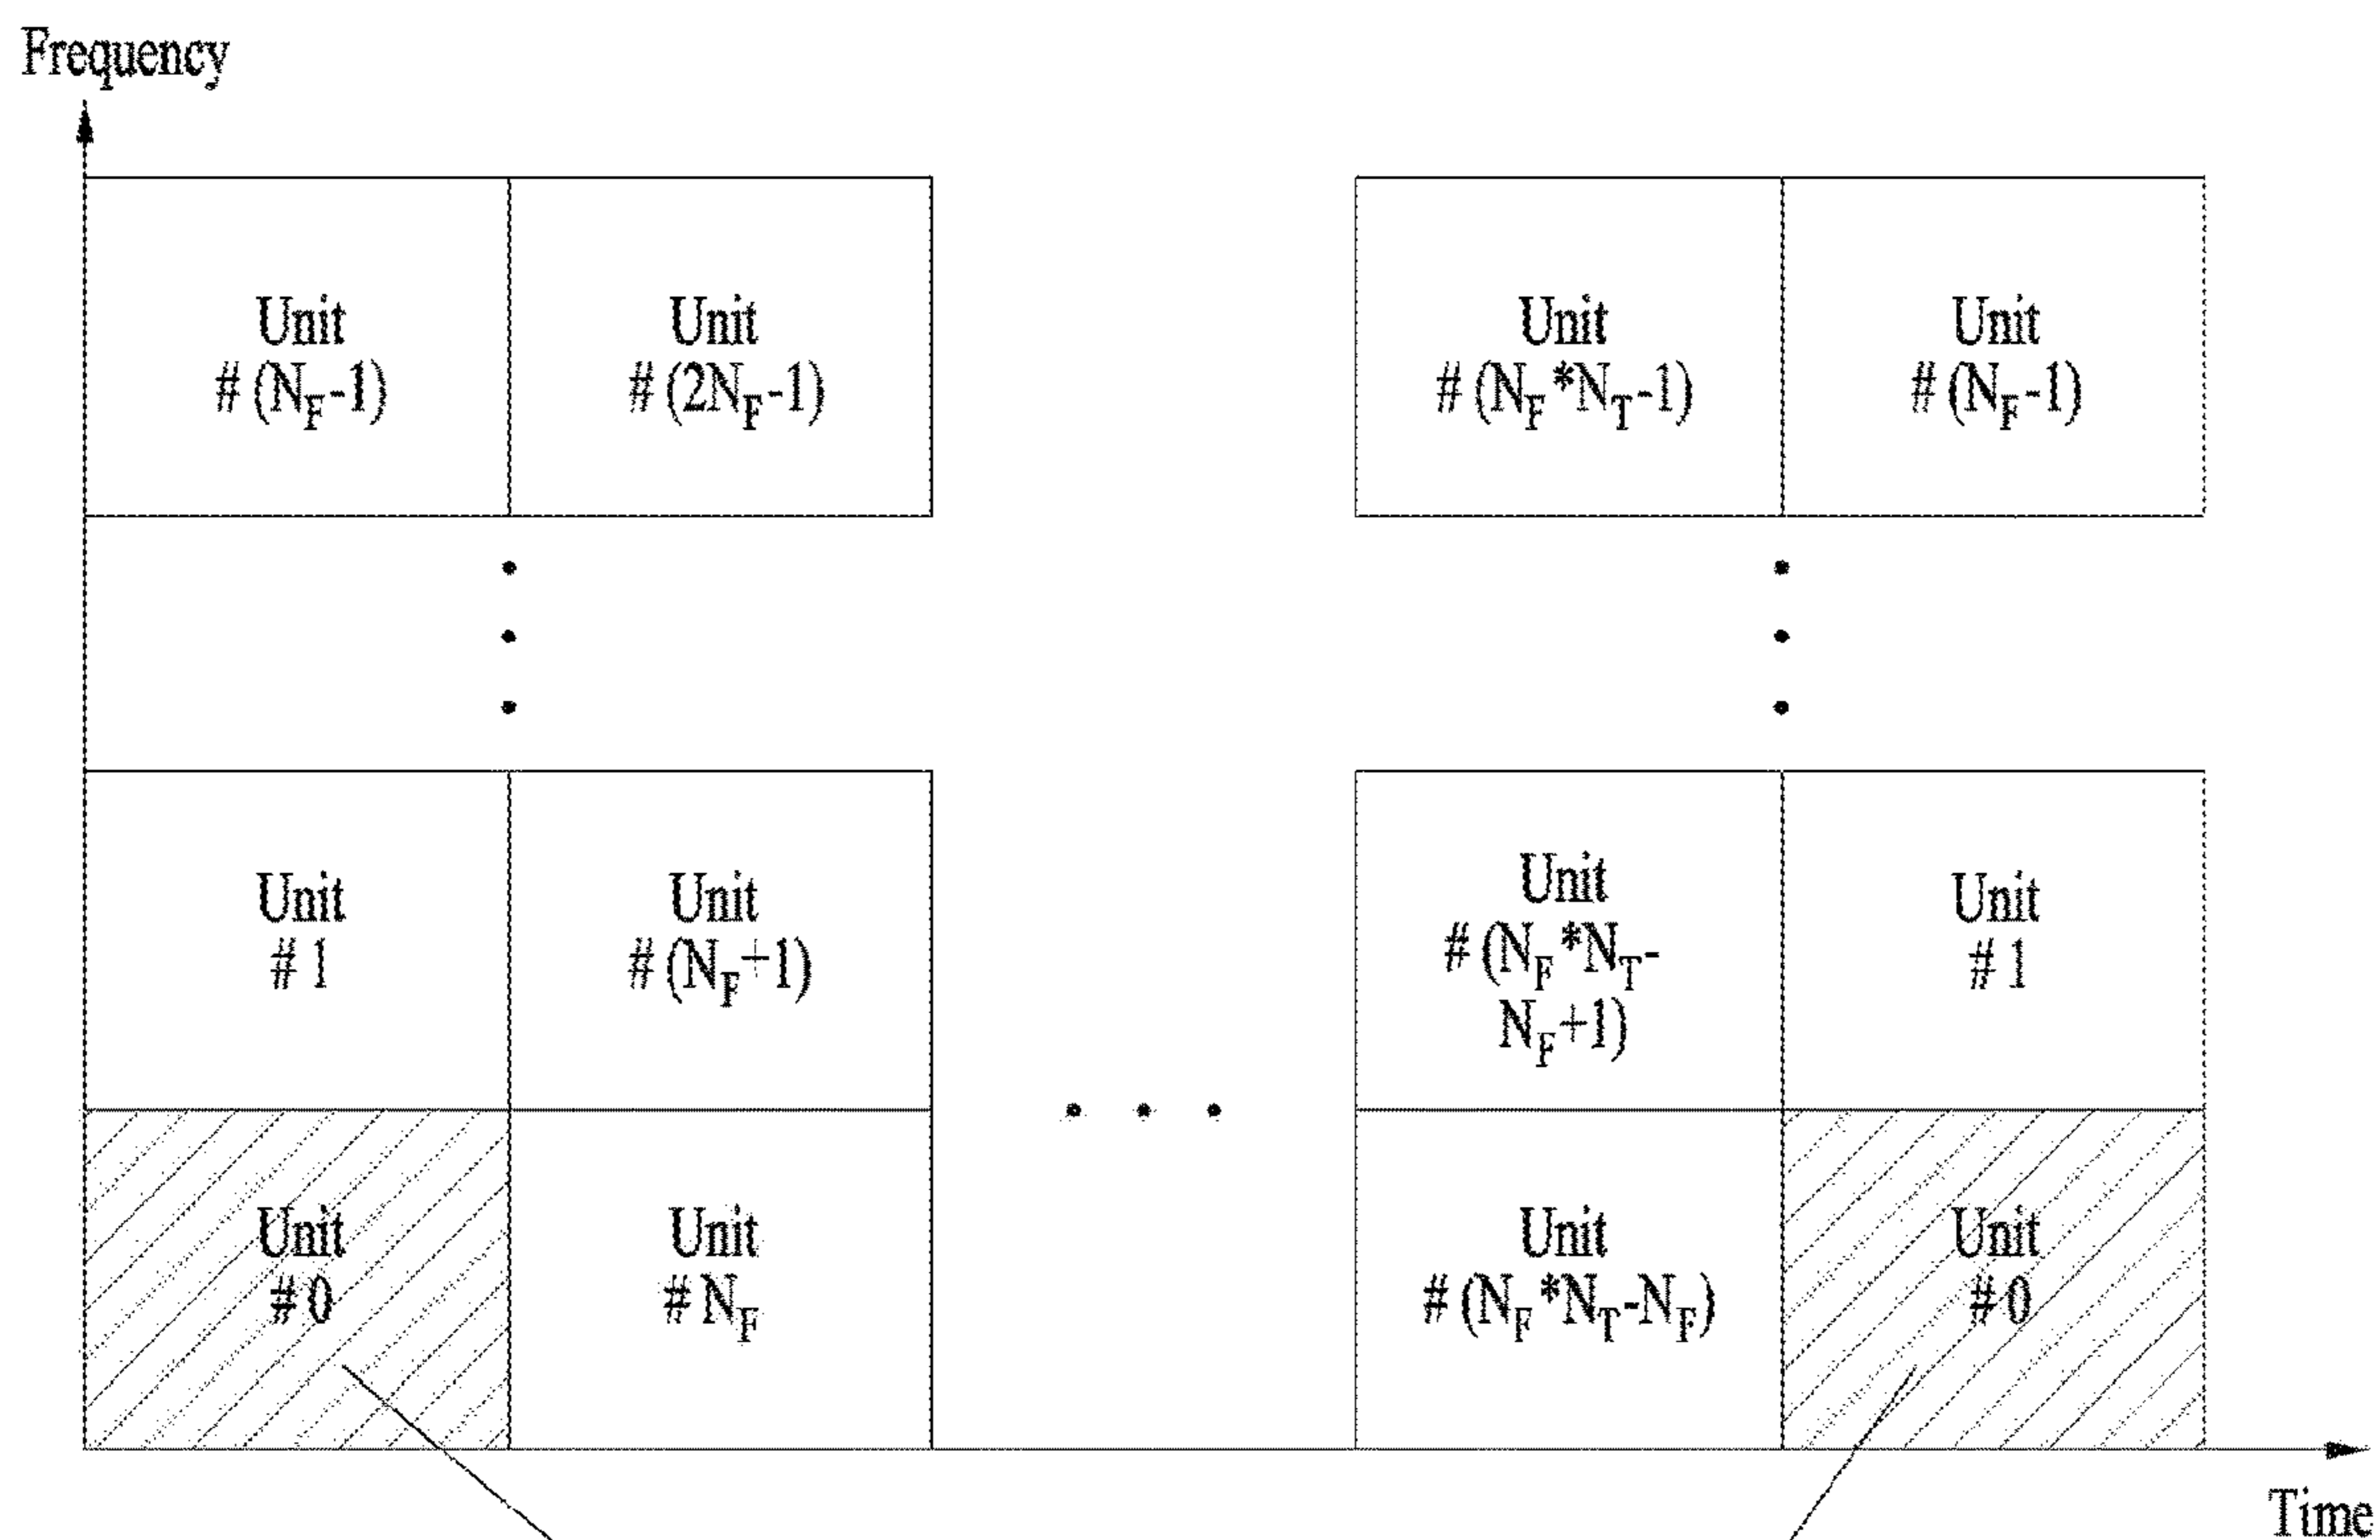 Frequency
Unit
# (N_F-1)
Unit
# (2N_F-1)
Unit
# (N_F*N_T-1)
Unit
# (N_F-1)
Unit
# 1
Unit
# (N_F+1)
Unit
# (N_F*N_T-
N_F+1)
Unit
# 1
Unit
# 0
Unit
# N_F
Unit
# (N_F*N_T-N_F)
Unit
# 0
Time